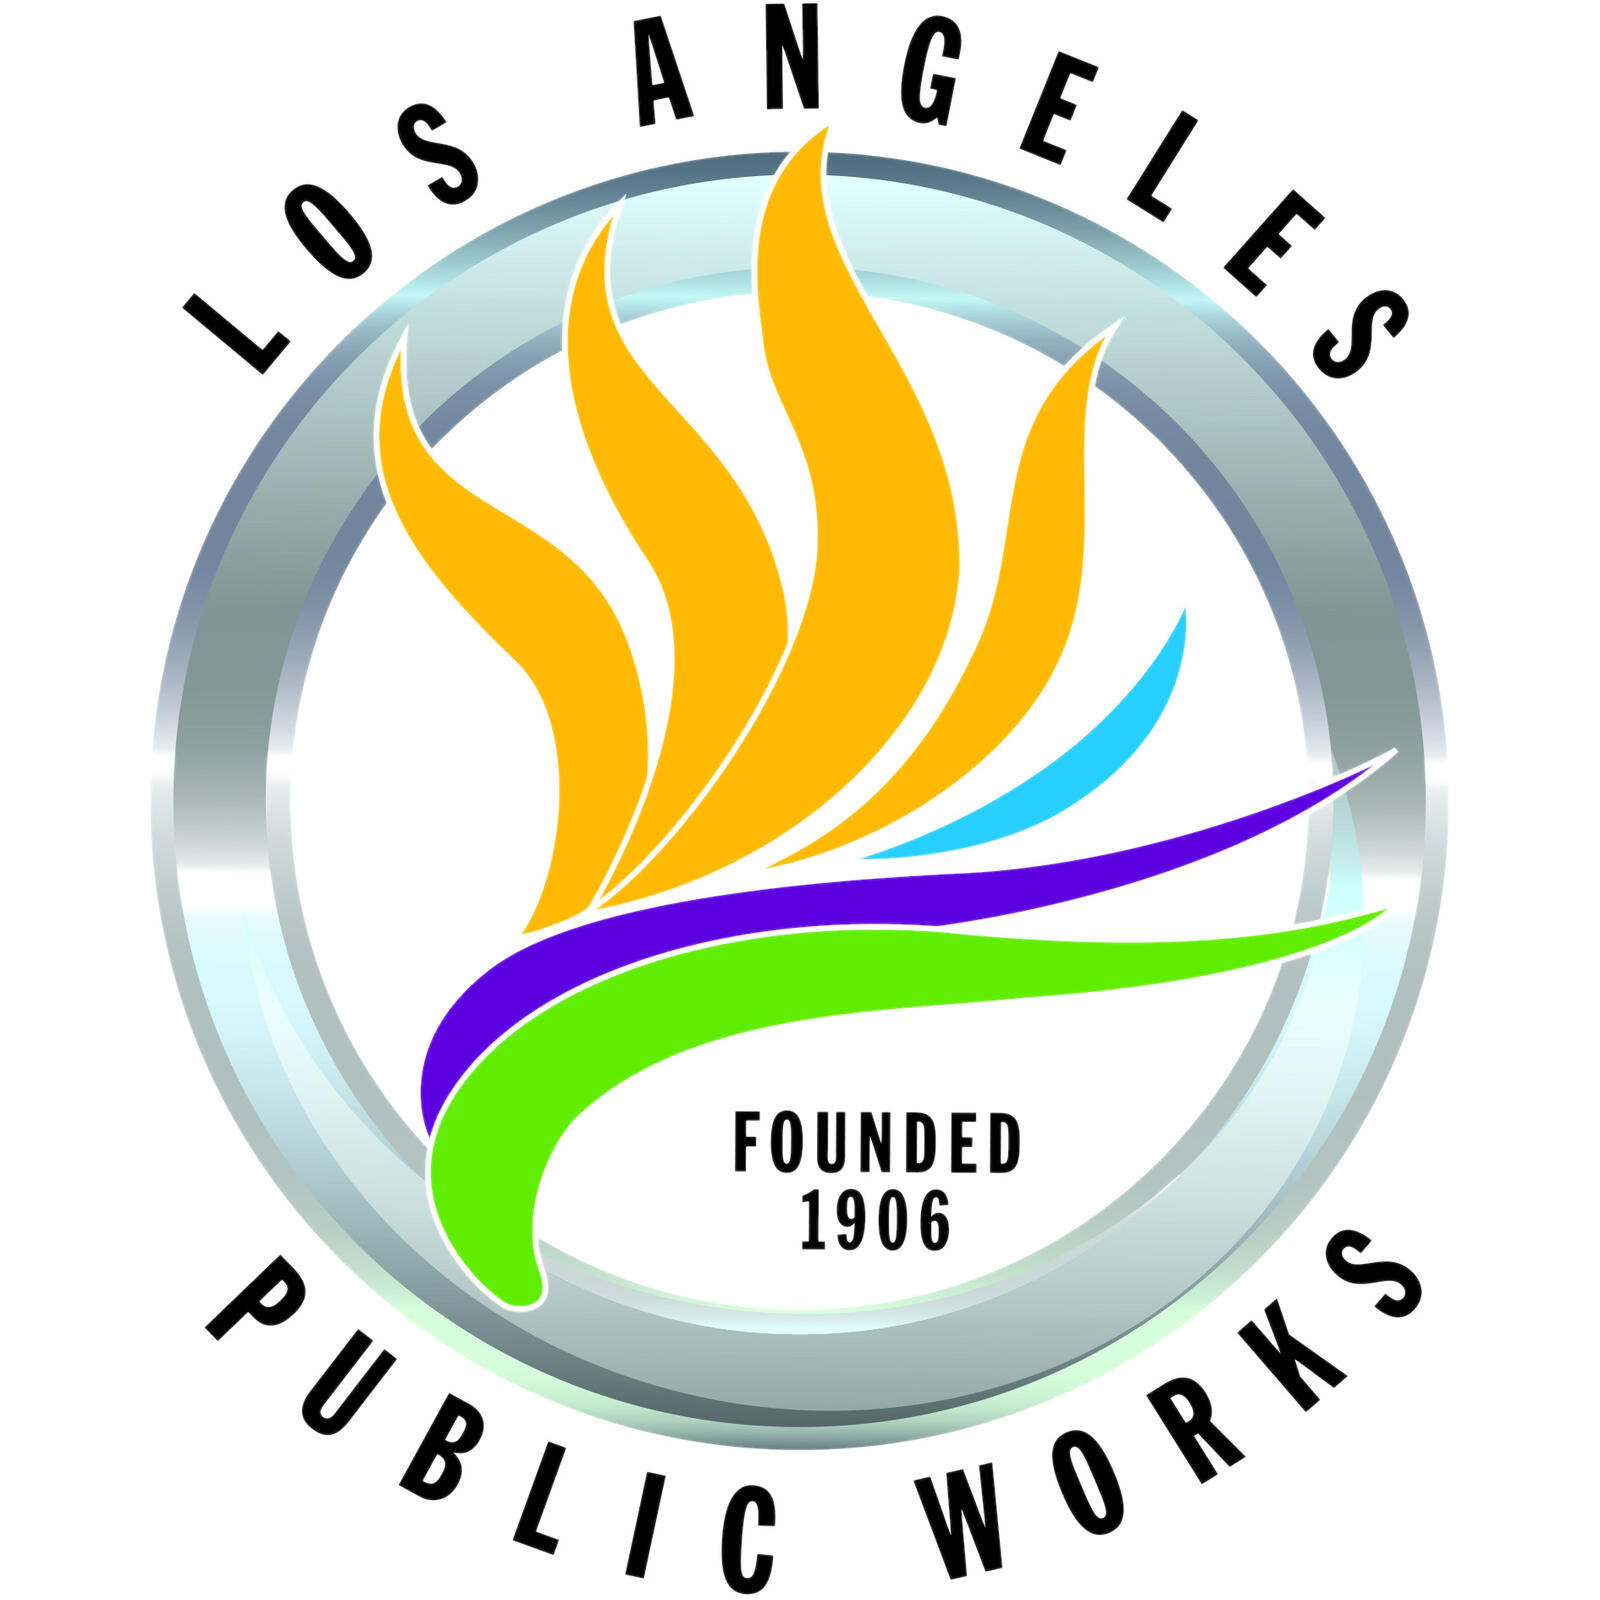 LOS ANGELES
FOUNDED
1906
PUBLIC WORKS